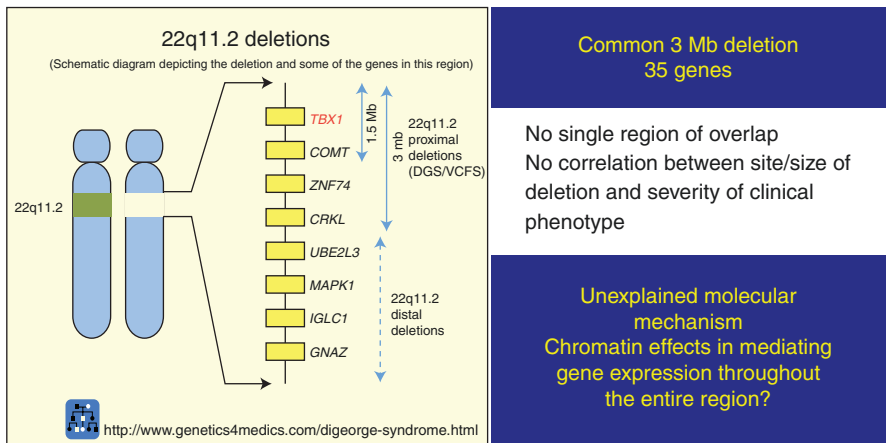 22q11.2 deletions
(Schematic diagram depicting the deletion and some of the genes in this region)
22q11.2
TBX1
COMT
ZNF74
CRKL
UBE2L3
MAPK1
IGLC1
GNAZ
1.5 Mb
3 mb
22q11.2
proximal
deletions
(DGS/VCFS)
22q11.2
distal
deletions
http://www.genetics4medics.com/digeorge-syndrome.html
Common 3 Mb deletion
35 genes
No single region of overlap
No correlation between site/size of
deletion and severity of clinical
phenotype
Unexplained molecular
mechanism
Chromatin effects in mediating
gene expression throughout
the entire region?